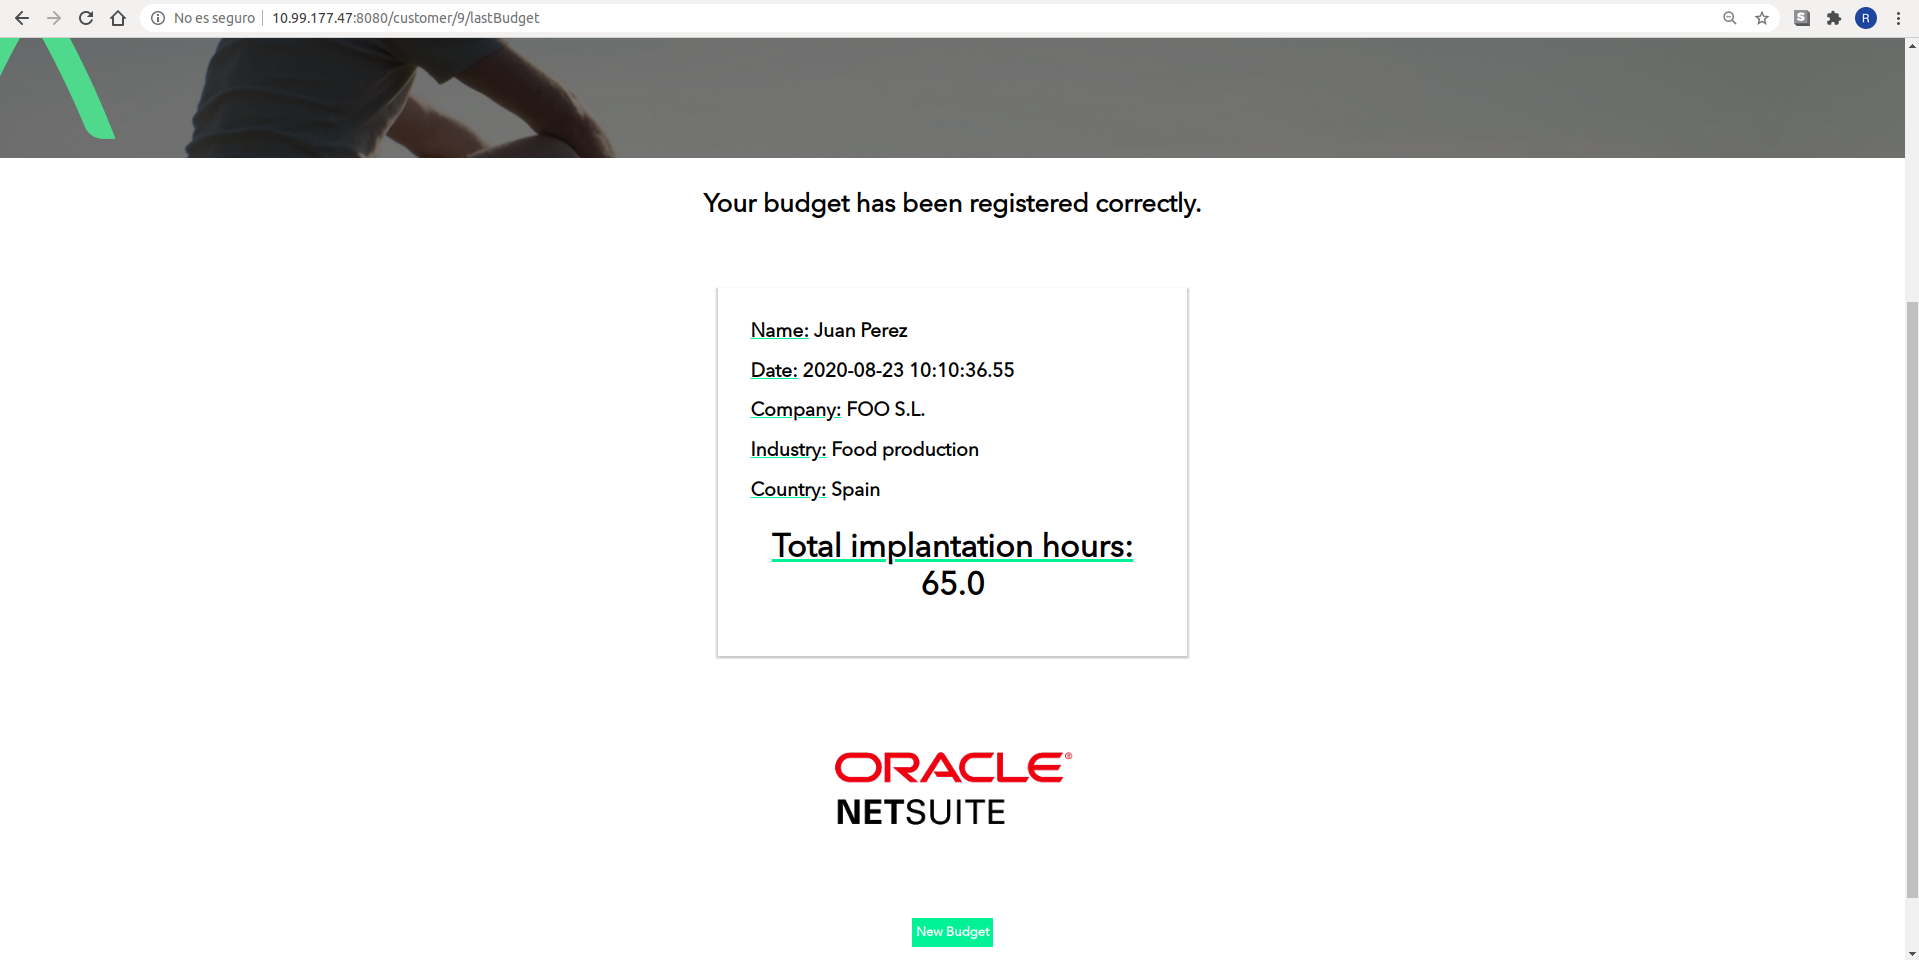 No es seguro
10.99.177.47:8080/customer/9/lastBudget
S
R
Your budget has been registered correctly.
Name: Juan Perez
Date: 2020-08-23 10:10:36.55
Company: FOO S.L.
Industry: Food production
Country: Spain
Total implantation hours:
65.0
ORACLE®
NETSUITE
New Budget